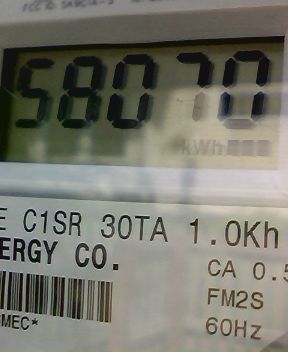 58070
kWh
E C1SR 30TA 1.0Kh
ERGY CO.
CA 0.5
FM2S
MEC*
60Hz